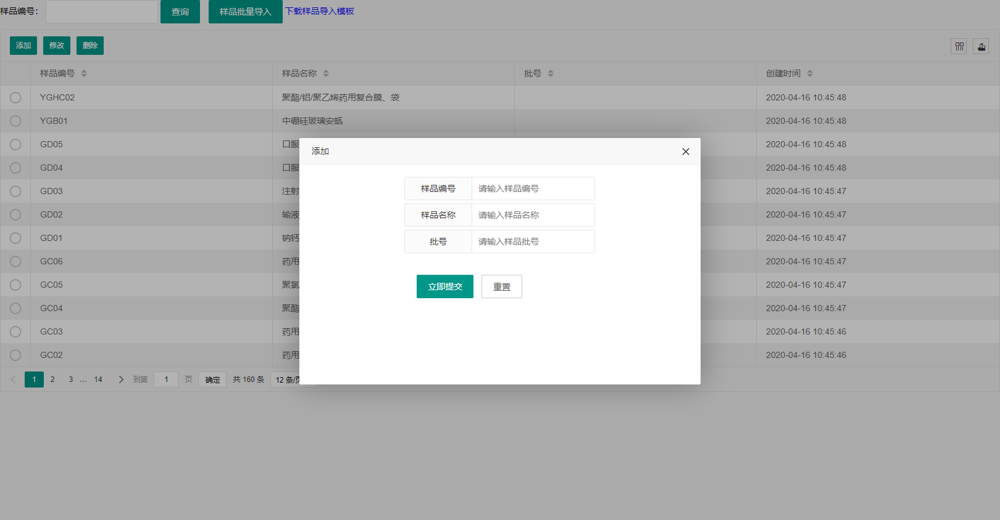 样品编号： 查询 样品批量导入 下载样品导入模板
添加 修改 删除
样品编号 样品名称 批号 创建时间
YGHC02 聚酯/铝/聚乙烯药用复合膜、袋 2020-04-16 10:45:48
YGB01 中硼硅玻璃安瓿 2020-04-16 10:45:48
GD05 口服 2020-04-16 10:45:48
GD04 口服 2020-04-16 10:45:48
GD03 注射 2020-04-16 10:45:47
GD02 输液 2020-04-16 10:45:47
GD01 钠钙 2020-04-16 10:45:47
GC06 药用 2020-04-16 10:45:47
GC05 聚氯 2020-04-16 10:45:47
GC04 聚酯 2020-04-16 10:45:47
GC03 药用 2020-04-16 10:45:46
GC02 药用 2020-04-16 10:45:46
1 2 3 … 14 到第 1 页 确定 共 160 条 12 条/页
添加
样品编号 请输入样品编号
样品名称 请输入样品名称
批号 请输入样品批号
立即提交 重置